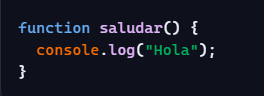 function saludar() {
  console.log("Hola");
}